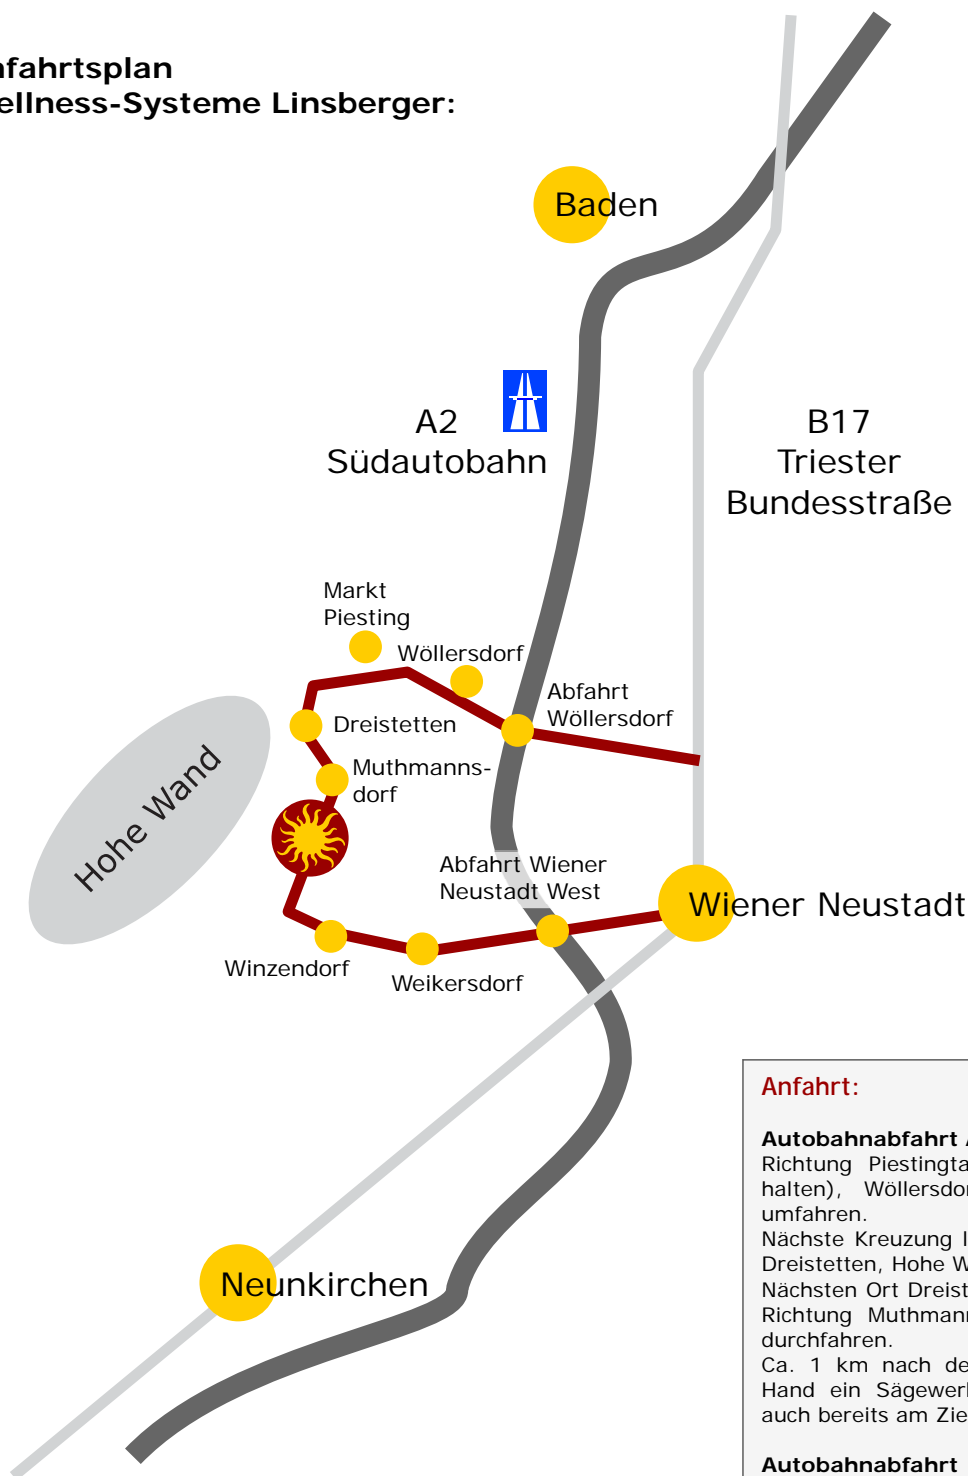 nfahrtsplan
ellness-Systeme Linsberger:
Baden
A2
Südautobahn
B17
Triester
Bundesstraße
Markt
Piesting
Wöllersdorf
Abfahrt
Wöllersdorf
Dreistetten
Muthmanns-
dorf
Hohe Wand
Abfahrt Wiener
Neustadt West
Wiener Neustadt
Winzendorf
Weikersdorf
Neunkirchen
Anfahrt:
Autobahnabfahrt
Richtung Piestingta
halten), Wöllersdor
umfahren.
Nächste Kreuzung
Dreistetten, Hohe W
Nächsten Ort Dreist
Richtung Muthman
durchfahren.
Ca. 1 km nach de
Hand ein Sägewer
auch bereits am Zie
Autobahnabfahrt